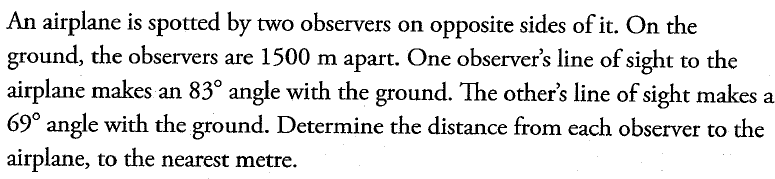 An airplane is spotted by two observers on opposite sides of it. On the
ground, the observers are 1500 m apart. One observer's line of sight to the
airplane makes an 83° angle with the ground. The other's line of sight makes a
69° angle with the ground. Determine the distance from each observer to the
airplane, to the nearest metre.